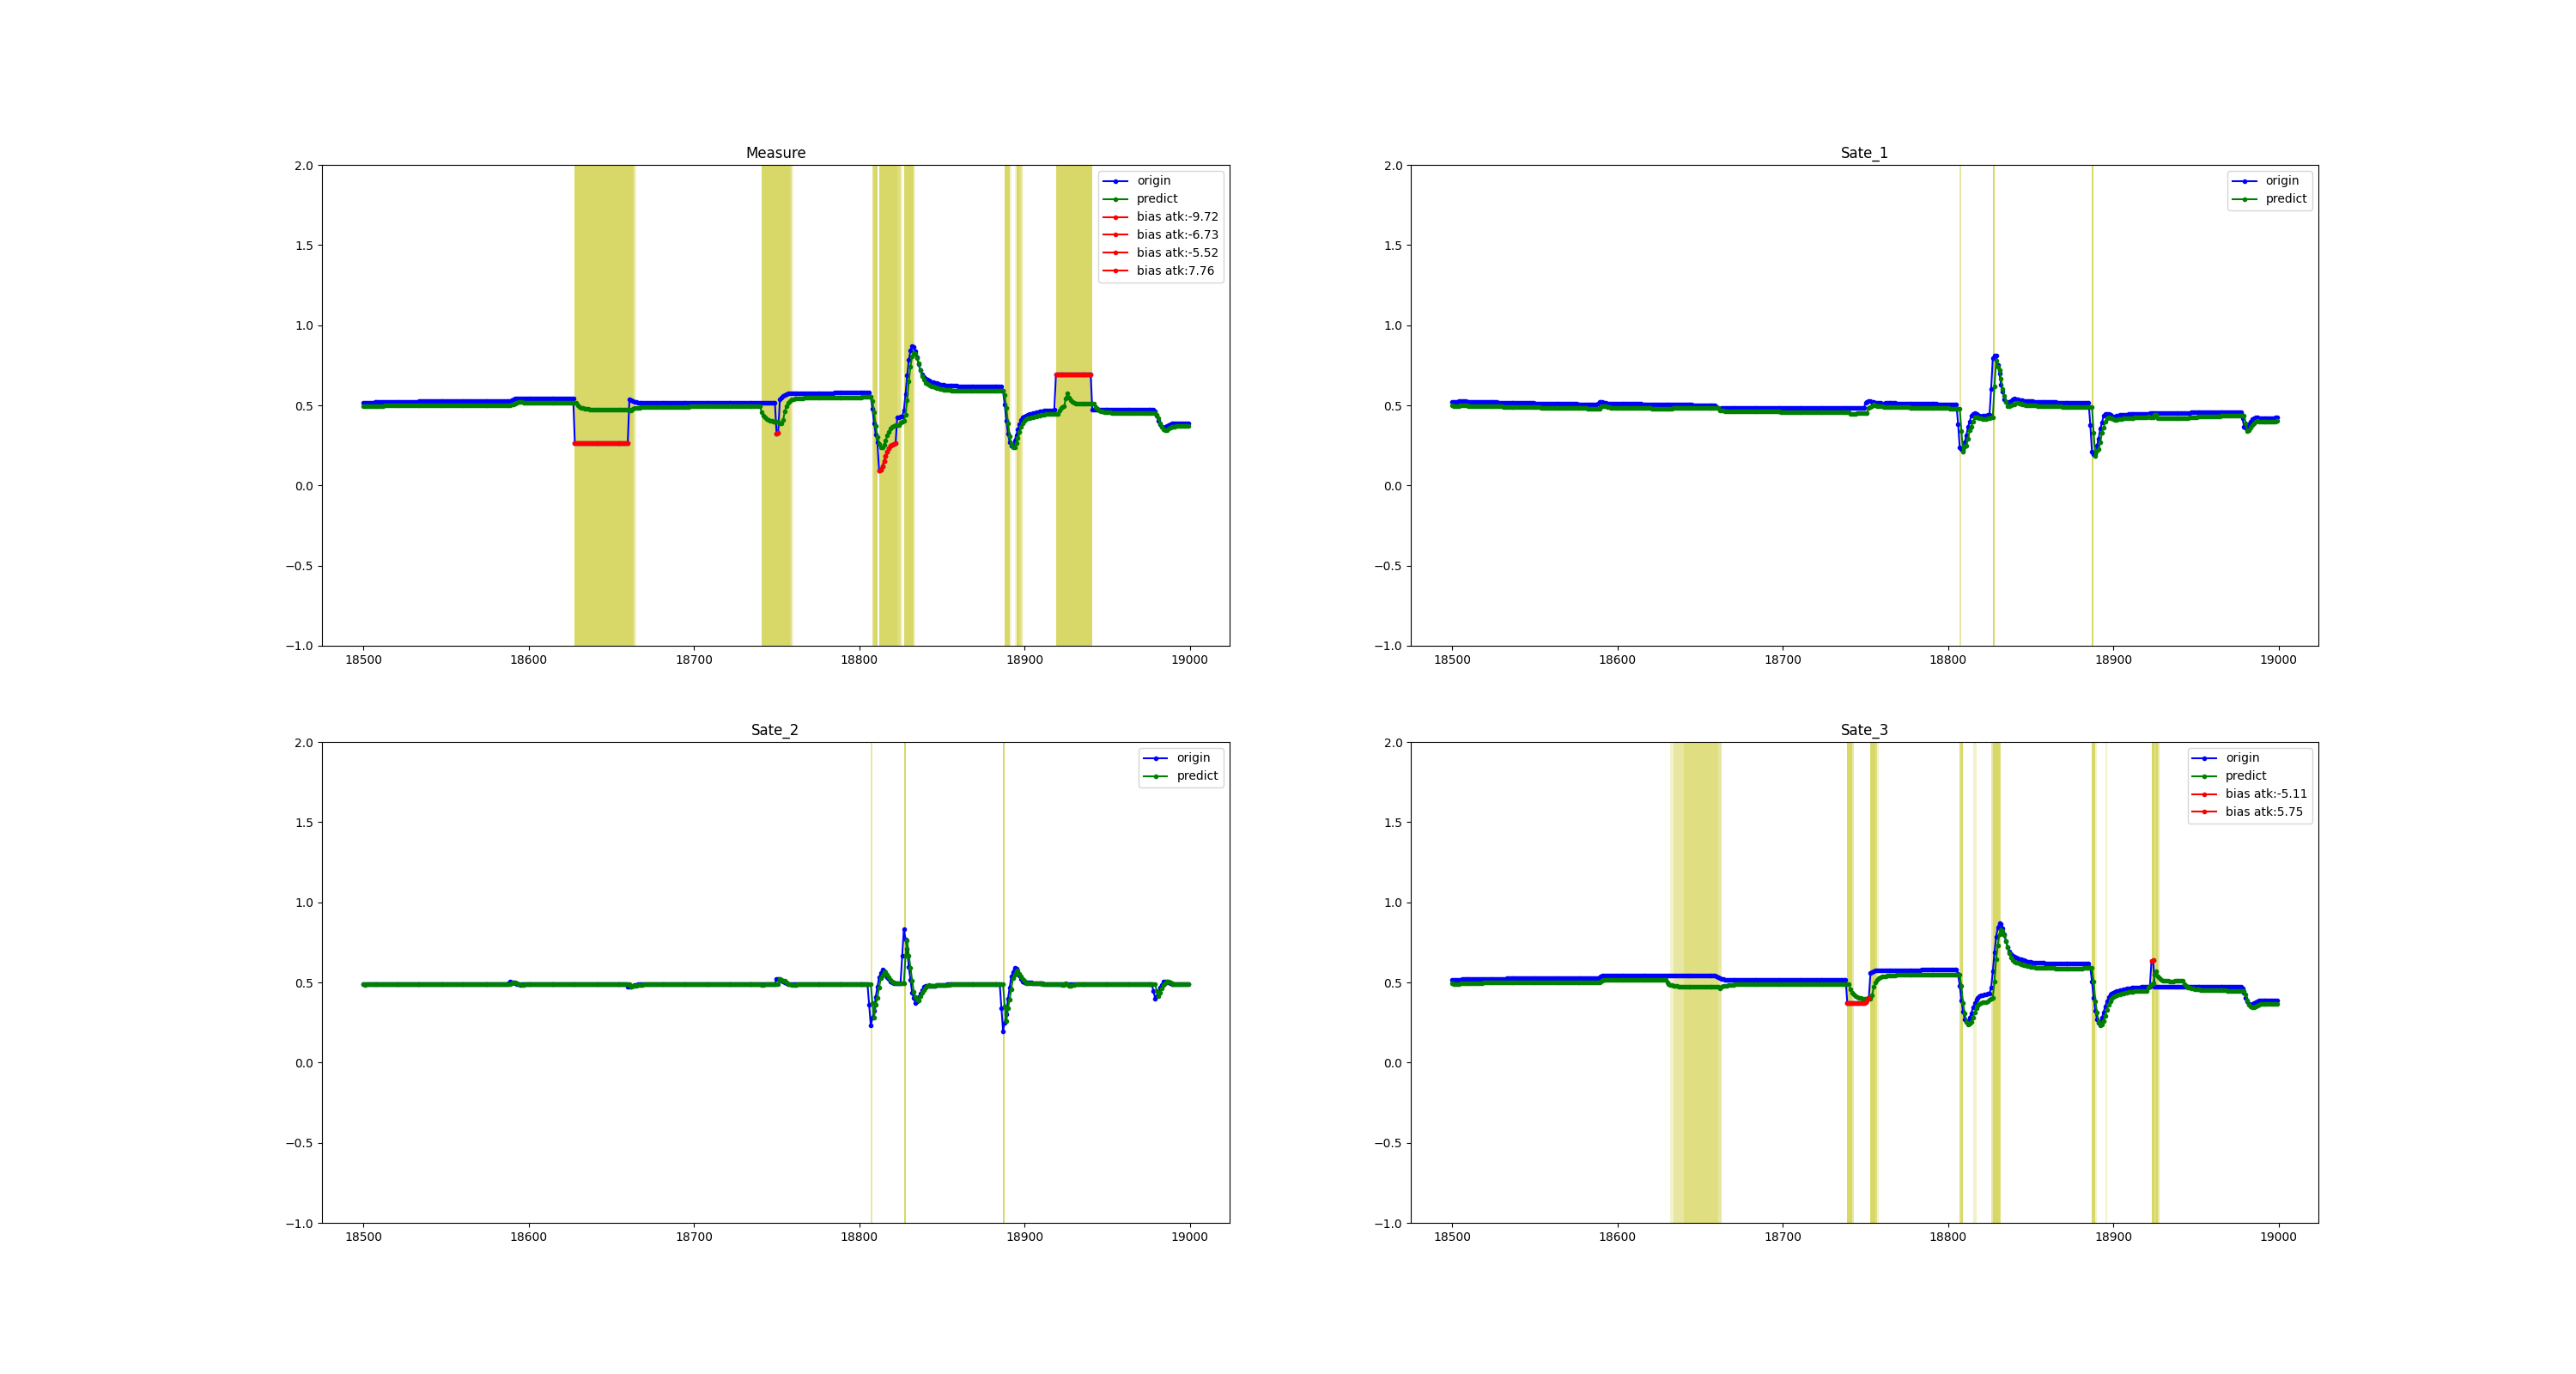 Measure
2.0
1.5
1.0
0.5
0.0
−0.5
−1.0
18500 18600 18700 18800 18900 19000
origin
predict
bias atk:-9.72
bias atk:-6.73
bias atk:-5.52
bias atk:7.76
Sate_1
2.0
1.5
1.0
0.5
0.0
−0.5
−1.0
18500 18600 18700 18800 18900 19000
origin
predict
Sate_2
2.0
1.5
1.0
0.5
0.0
−0.5
−1.0
18500 18600 18700 18800 18900 19000
origin
predict
Sate_3
2.0
1.5
1.0
0.5
0.0
−0.5
−1.0
18500 18600 18700 18800 18900 19000
origin
predict
bias atk:-5.11
bias atk:5.75